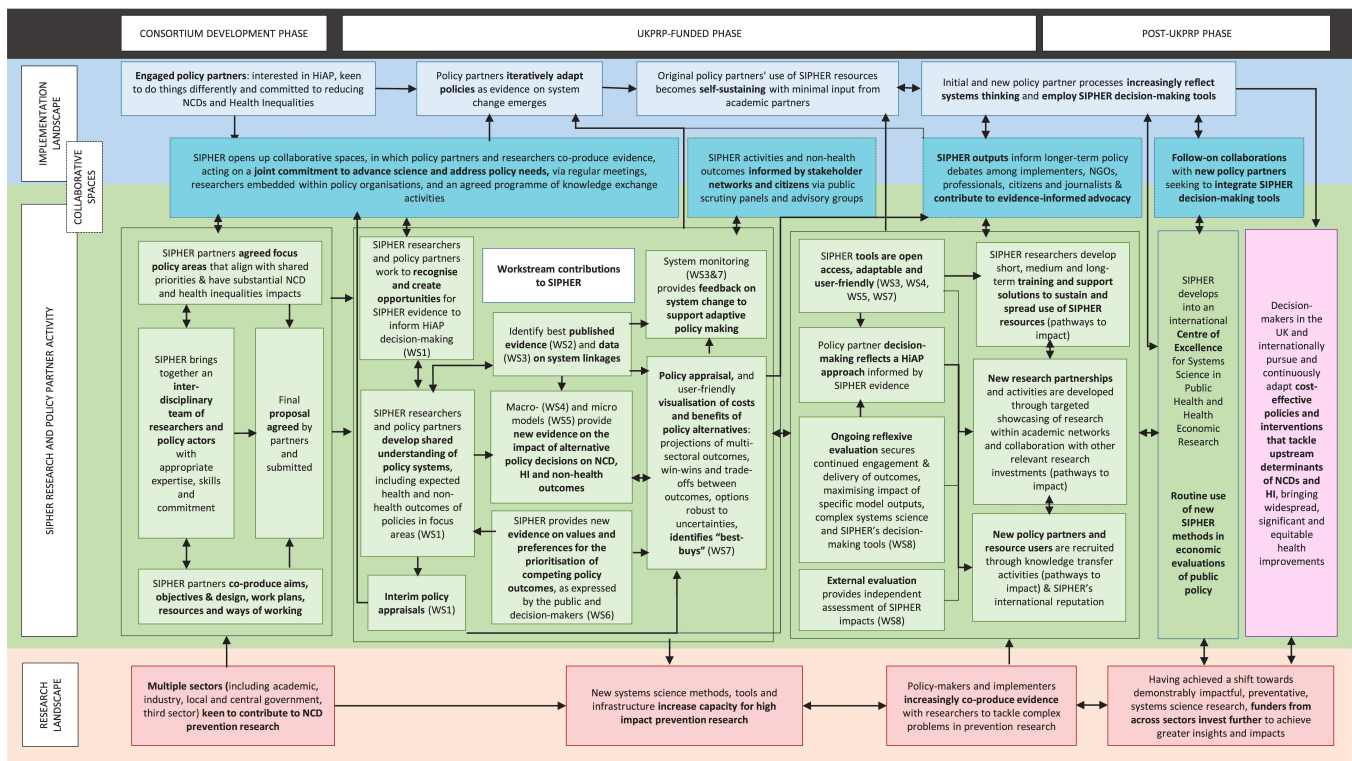 CONSORTIUM DEVELOPMENT PHASE
UKPRP-FUNDED PHASE
POST-UKPRP PHASE
IMPLEMENTATION
LANDSCAPE
Engaged policy partners: interested in HiAP, keen
to do things differently and committed to reducing
NCDs and Health Inequalities
Policy partners iteratively adapt
policies as evidence on system
change emerges
Original policy partners' use of SIPHER resources
becomes self-sustaining with minimal input from
academic partners
Initial and new policy partner processes increasingly reflect
systems thinking and employ SIPHER decision-making tools
COLLABORATIVE
SPACES
SIPHER opens up collaborative spaces, in which policy partners and researchers co-produce evidence,
acting on a joint commitment to advance science and address policy needs, via regular meetings,
researchers embedded within policy organisations, and an agreed programme of knowledge exchange
activities
SIPHER activities and non-health
outcomes informed by stakeholder
networks and citizens via public
scrutiny panels and advisory groups
SIPHER outputs inform longer-term policy
debates among implementers, NGOs,
professionals, citizens and journalists &
contribute to evidence-informed advocacy
Follow-on collaborations
with new policy partners
seeking to integrate SIPHER
decision-making tools
SIPHER RESEARCH AND POLICY PARTNER ACTIVITY
SIPHER partners agreed focus
policy areas that align with shared
priorities & have substantial NCD
and health inequalities impacts
SIPHER brings
together an
inter-
disciplinary
team of
researchers and
policy actors
with
appropriate
expertise, skills
and
commitment
Final
proposal
agreed by
partners
and
submitted
SIPHER partners co-produce aims,
objectives & design, work plans,
resources and ways of working
SIPHER researchers
and policy partners
work to recognise
and create
opportunities for
SIPHER evidence to
inform HiAP
decision-making
(WS1)
SIPHER researchers
and policy partners
develop shared
understanding of
policy systems,
including expected
health and non-
health outcomes of
policies in focus
areas (WS1)
Interim policy
appraisals (WS1)
Workstream contributions
to SIPHER
Identify best published
evidence (WS2) and data
(WS3) on system linkages
Macro- (WS4) and micro
models (WS5) provide
new evidence on the
impact of alternative
policy decisions on NCD,
HI and non-health
outcomes
SIPHER provides new
evidence on values and
preferences for the
prioritisation of
competing policy
outcomes, as expressed
by the public and
decision-makers (WS6)
System monitoring
(WS3&7)
provides feedback on
system change to
support adaptive
policy making
Policy appraisal, and
user-friendly
visualisation of costs
and benefits of
policy alternatives:
projections of multi-
sectoral outcomes,
win-wins and trade-
offs between
outcomes, options
robust to
uncertainties,
identifies “best-
buys” (WS7)
SIPHER tools are open
access, adaptable and
user-friendly (WS3, WS4,
WS5, WS7)
Policy partner decision-
making reflects a HiAP
approach informed by
SIPHER evidence
Ongoing reflexive
evaluation secures
continued engagement &
delivery of outcomes,
maximising impact of
specific model outputs,
complex systems science
and SIPHER’s decision-
making tools (WS8)
External evaluation
provides independent
assessment of SIPHER
impacts (WS8)
SIPHER researchers develop
short, medium and long-
term training and support
solutions to sustain and
spread use of SIPHER
resources (pathways to
impact)
New research partnerships
and activities are developed
through targeted
showcasing of research
within academic networks
and collaboration with other
relevant research
investments (pathways to
impact)
New policy partners and
resource users are recruited
through knowledge transfer
activities (pathways to
impact) & SIPHER’s
international reputation
SIPHER
develops
into an
international
Centre of
Excellence
for Systems
Science in
Public
Health and
Health
Economic
Research
Routine use
of new
SIPHER
methods in
economic
evaluations
of public
policy
Decision-
makers in the
UK and
internationally
pursue and
continuously
adapt cost-
effective
policies and
interventions
that tackle
upstream
determinants
of NCDs and
HI, bringing
widespread,
significant and
equitable
health
improvements
RESEARCH
LANDSCAPE
Multiple sectors (including academic,
industry, local and central government,
third sector) keen to contribute to NCD
prevention research
New systems science methods, tools and
infrastructure increase capacity for high
impact prevention research
Policy-makers and implementers
increasingly co-produce evidence
with researchers to tackle complex
problems in prevention research
Having achieved a shift towards
demonstrably impactful, preventative,
systems science research, funders from
across sectors invest further to achieve
greater insights and impacts